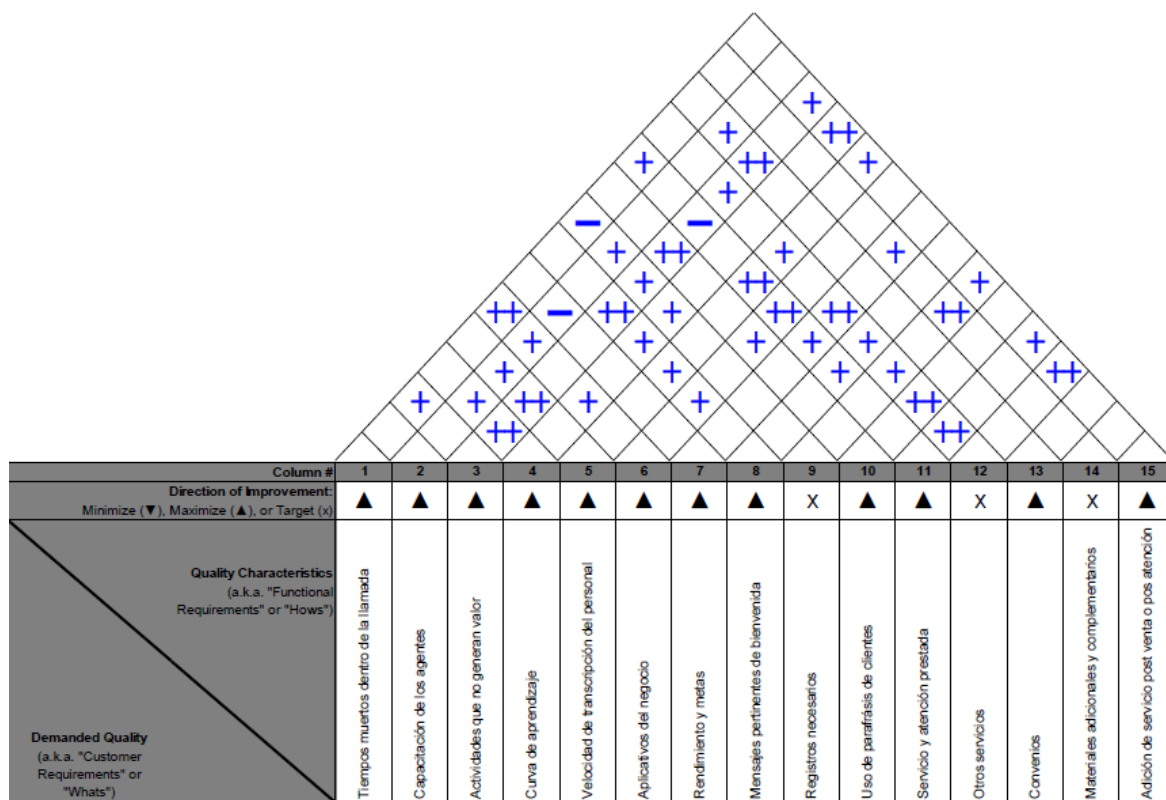 Column # 1 2 3 4 5 6 7 8 9 10 11 12 13 14 15
Direction of Improvement:
Minimize (▼), Maximize (▲), or Target (x)
▲ ▲ ▲ ▲ ▲ ▲ ▲ ▲ X ▲ ▲ X ▲ X ▲
Quality Characteristics
(a.k.a. "Functional
Requirements" or "Hows")
Demanded Quality
(a.k.a. "Customer
Requirements" or
"Whats")
Tiempos muertos dentro de la llamada
Capacitación de los agentes
Actividades que no generan valor
Curva de aprendizaje
Velocidad de transcripción del personal
Aplicativos del negocio
Rendimiento y metas
Mensajes pertinentes de bienvenida
Registros necesarios
Uso de parafrásis de clientes
Servicio y atención prestada
Otros servicios
Convenios
Materiales adicionales y complementarios
Adición de servicio post venta o pos atención